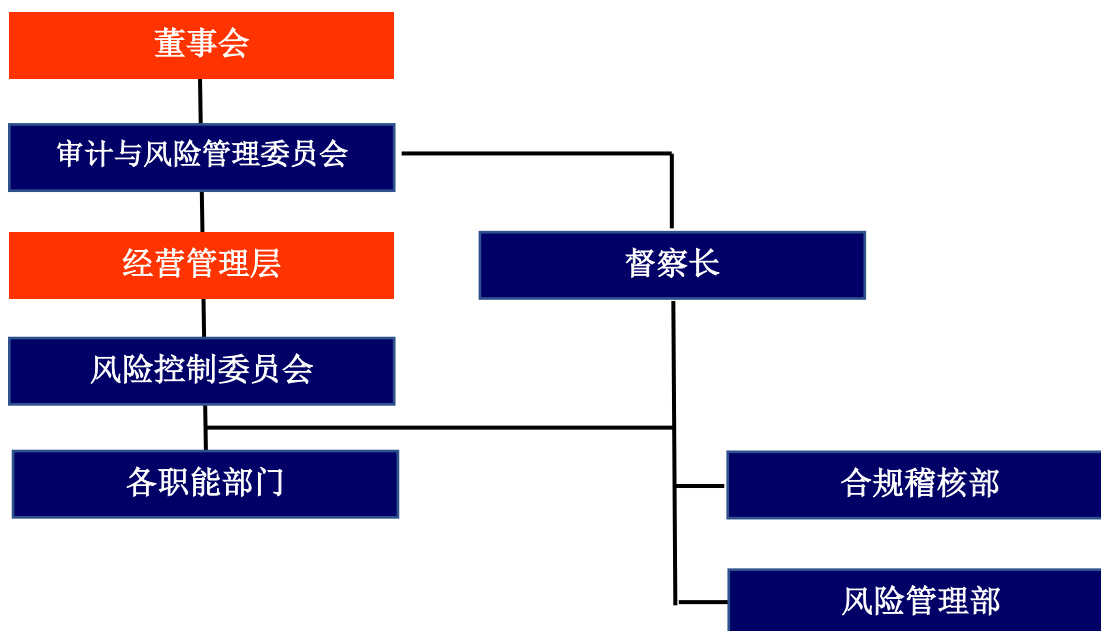 董事会
审计与风险管理委员会
经营管理层
督察长
风险控制委员会
各职能部门
合规稽核部
风险管理部